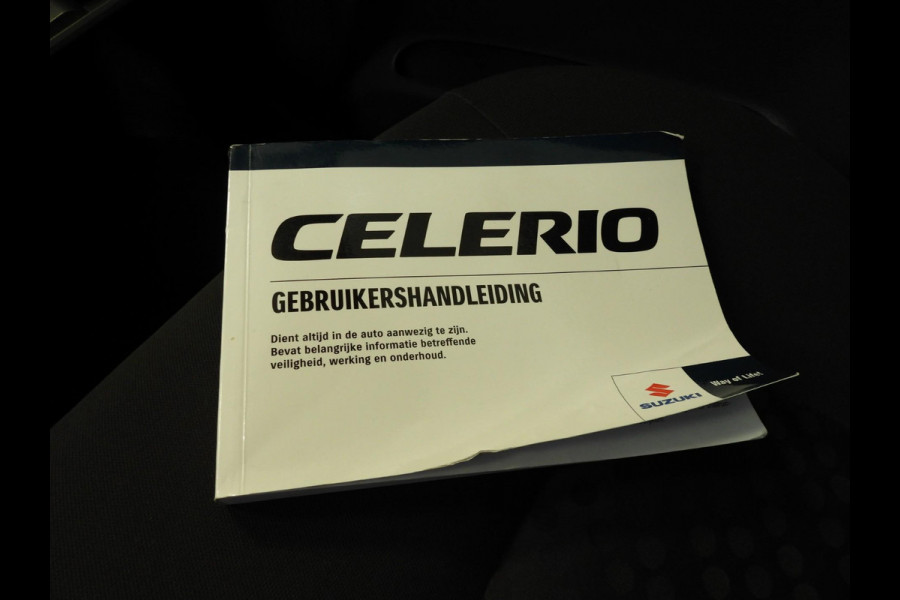 CELERIO
GEBRUIKERSHANDLEIDING
Dient altijd in de auto aanwezig te zijn.
Bevat belangrijke informatie betreffende
veiligheid, werking en onderhoud.
SUZUKI
Way of Life!